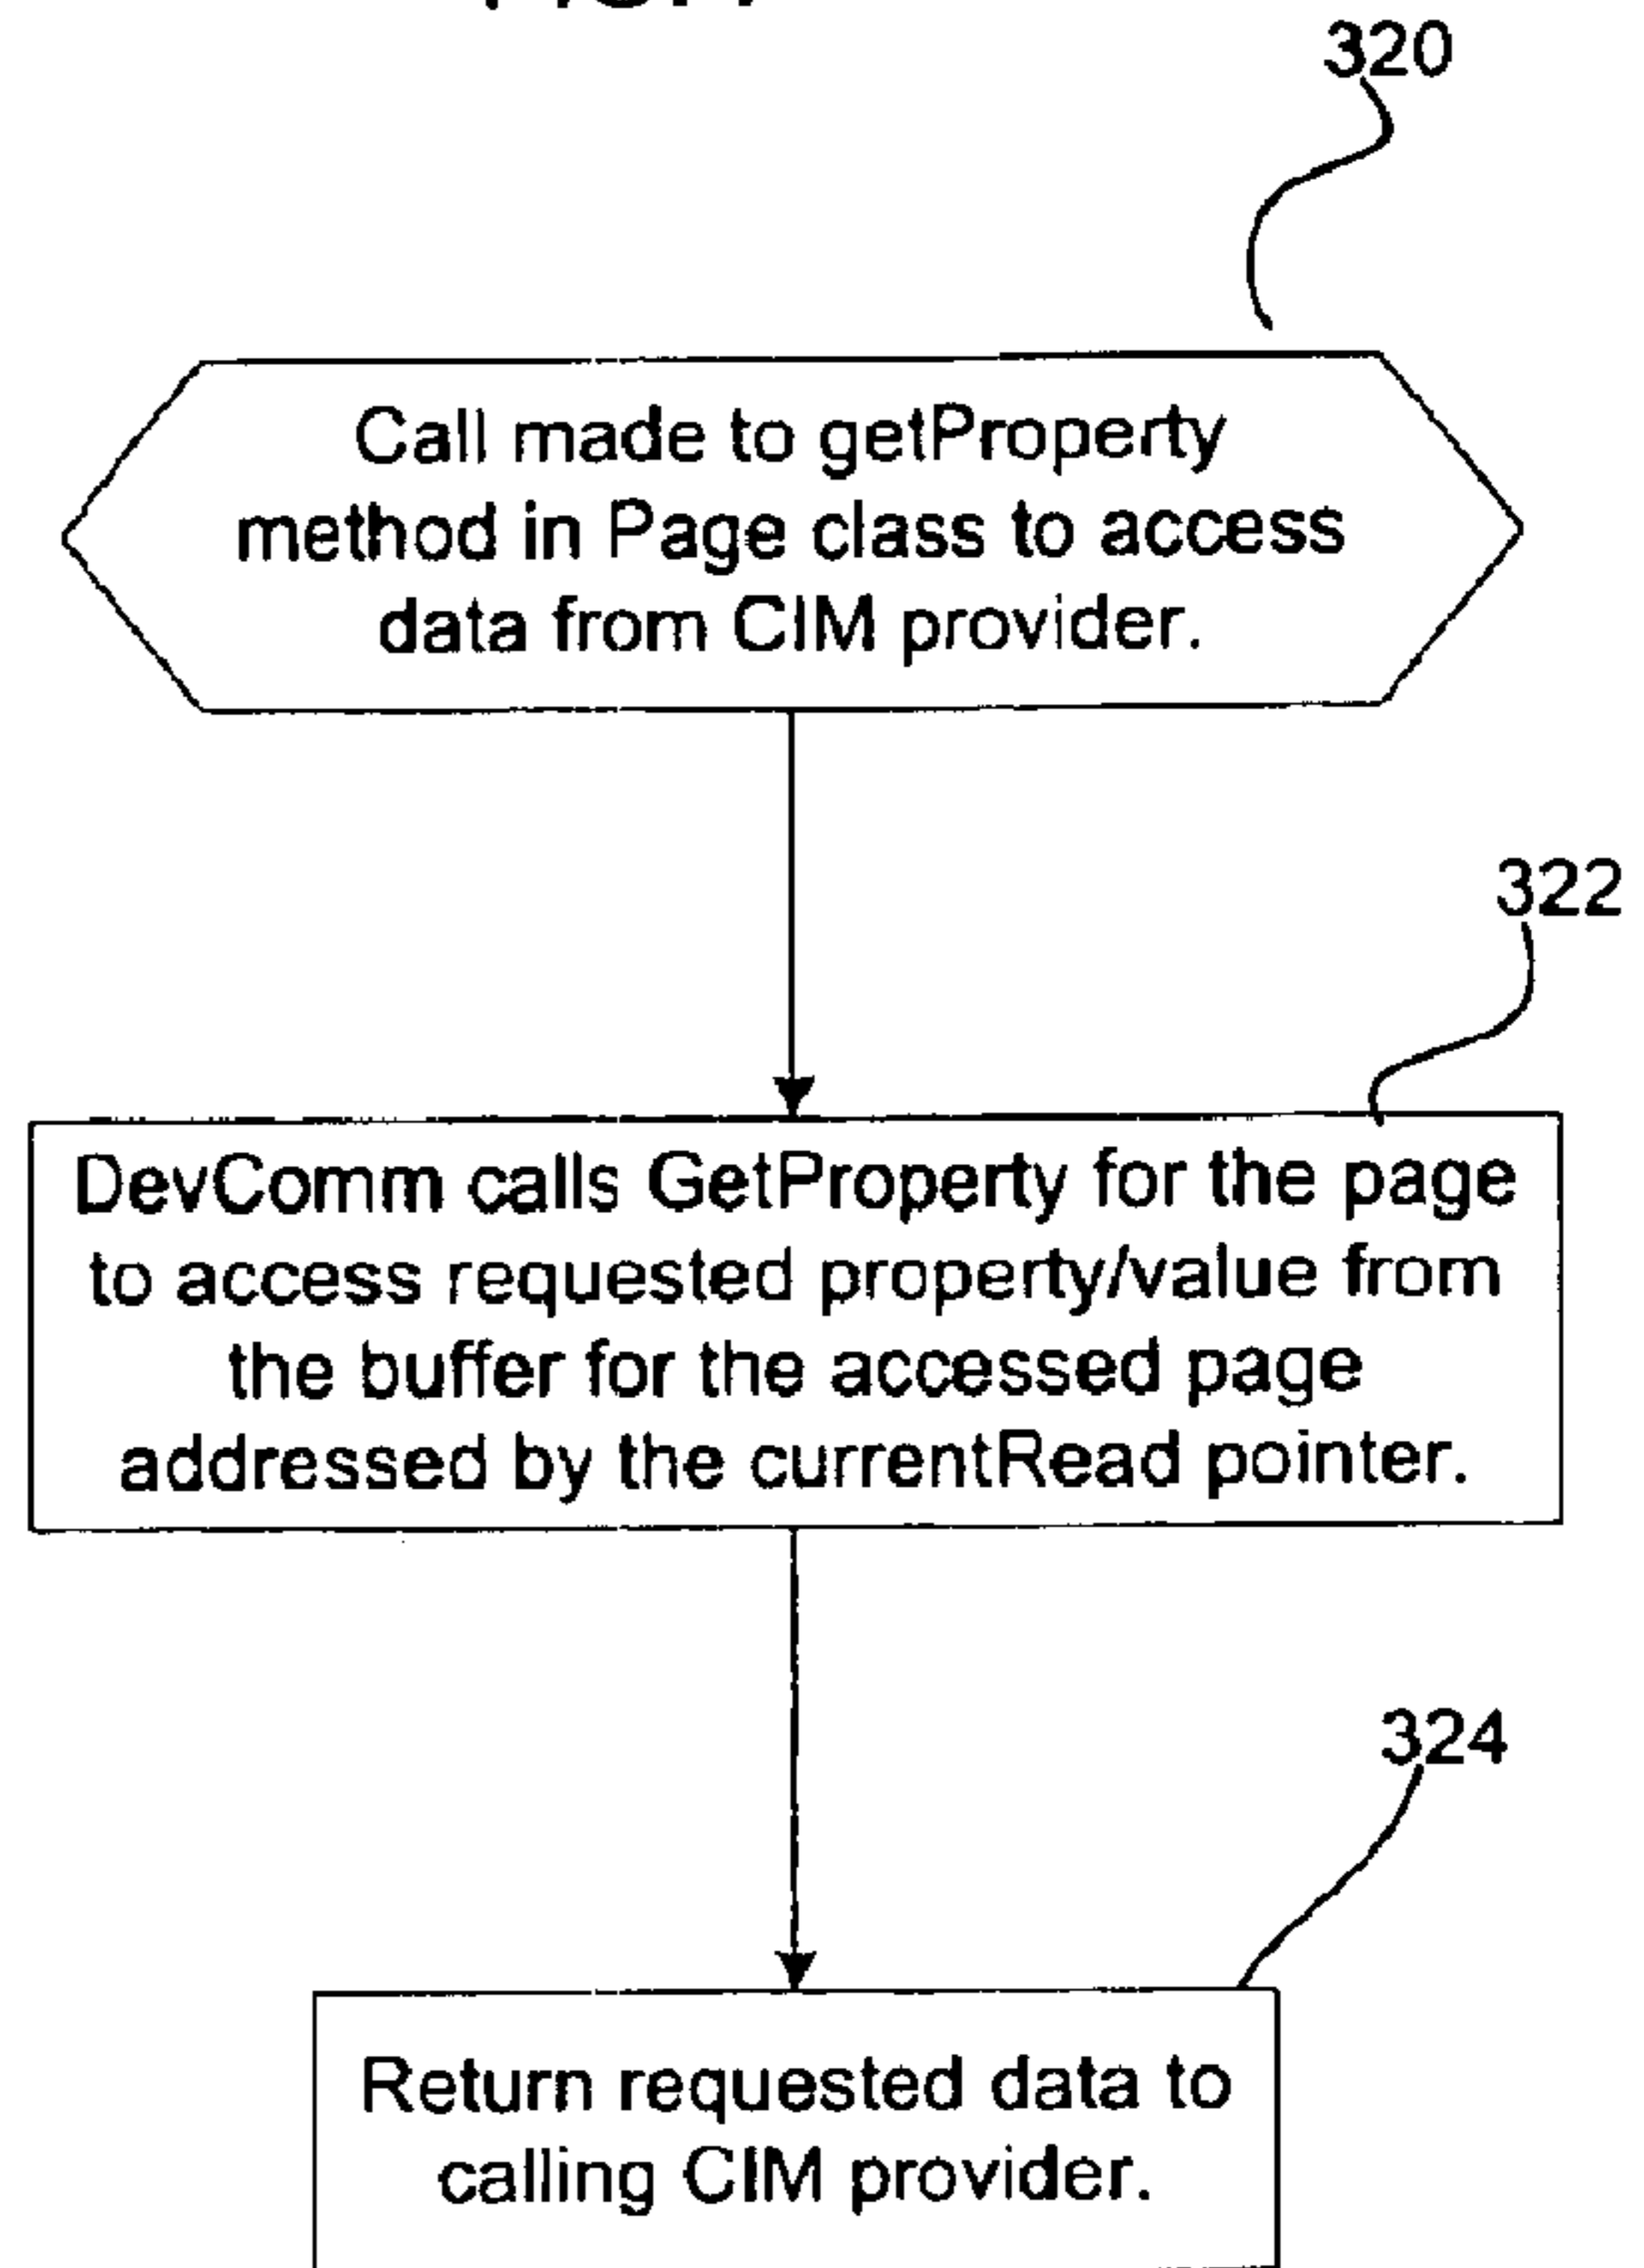 320
Call made to getProperty
method in Page class to access
data from CIM provider.
322
DevComm calls GetProperty for the page
to access requested property/value from
the buffer for the accessed page
addressed by the currentRead pointer.
324
Return requested data to
calling CIM provider.